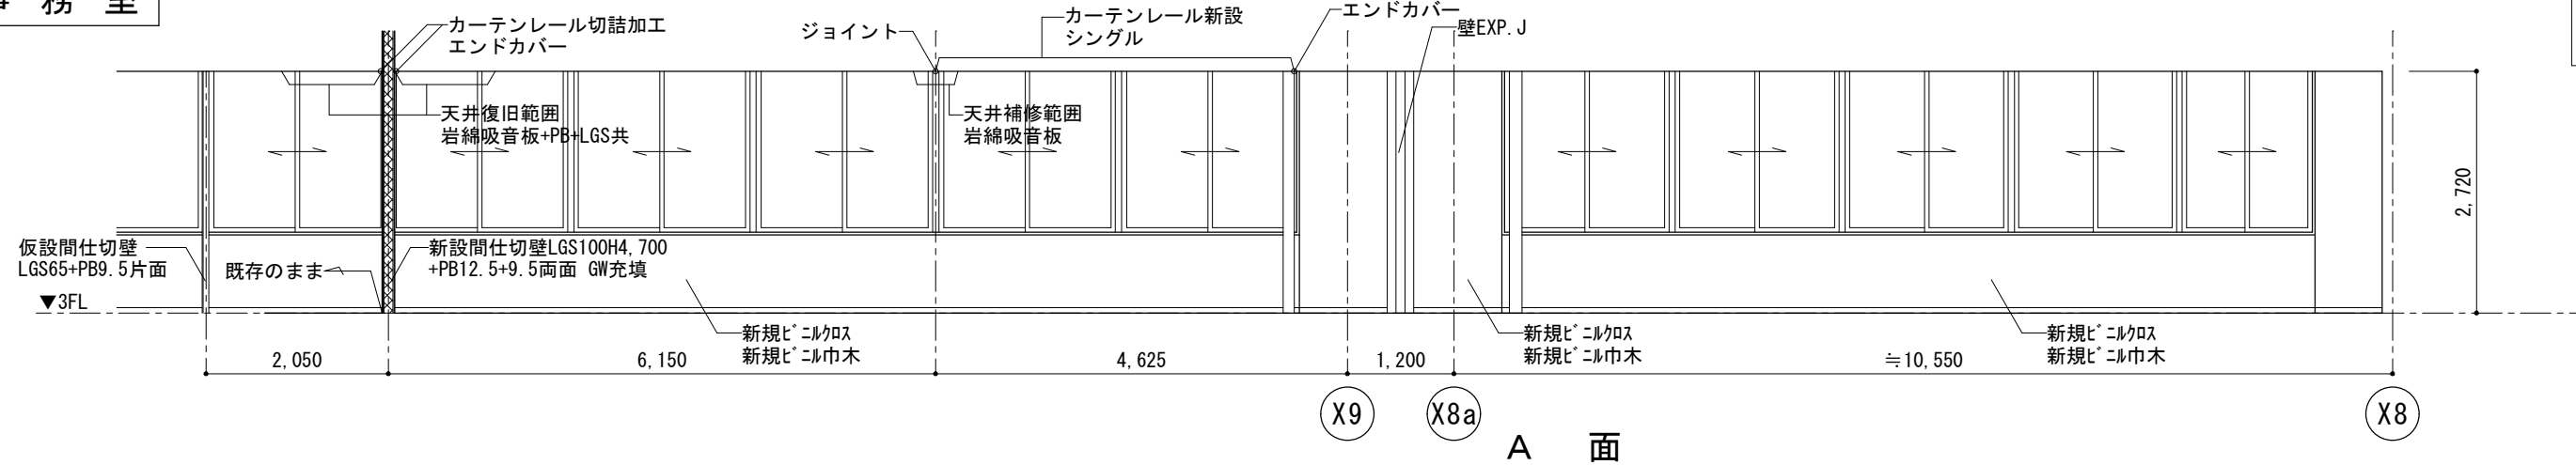 務 室
カーテンレール切詰加工
エンドカバー
ジョイント
カーテンレール新設
シングル
エンドカバー
壁EXP.J
天井復旧範囲
岩綿吸音板+PB+LGS共
天井補修範囲
岩綿吸音板
2,720
仮設間仕切壁
LGS65+PB9.5片面
既存のまま
新設間仕切壁LGS100H4,700
+PB12.5+9.5両面 GW充填
▼3FL
新規ビニルクロス
新規ビニル巾木
新規ビニルクロス
新規ビニル巾木
新規ビニルクロス
新規ビニル巾木
2,050
6,150
4,625
1,200
≒10,550
X9
X8a
X8
A 面